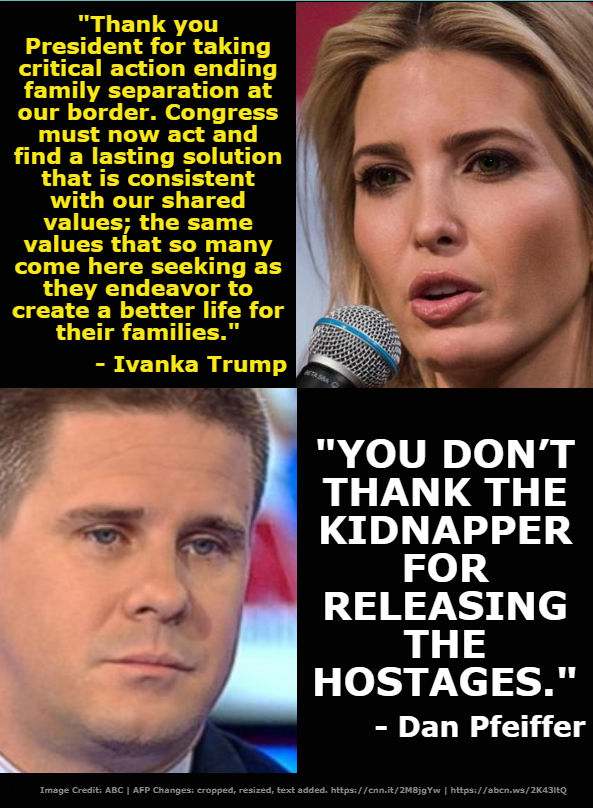 "Thank you
President for taking
critical action ending
family separation at
our border. Congress
must now act and
find a lasting solution
that is consistent
with our shared
values; the same
values that so many
come here seeking as
they endeavor to
create a better life for
their families."
- Ivanka Trump
"YOU DON’T
THANK THE
KIDNAPPER
FOR
RELEASING
THE
HOSTAGES."
- Dan Pfeiffer
Image Credit: ABC | AFP Changes: cropped, resized, text added. https://cnn.it/2M8jgYw | https://abcn.ws/2K43ltQ